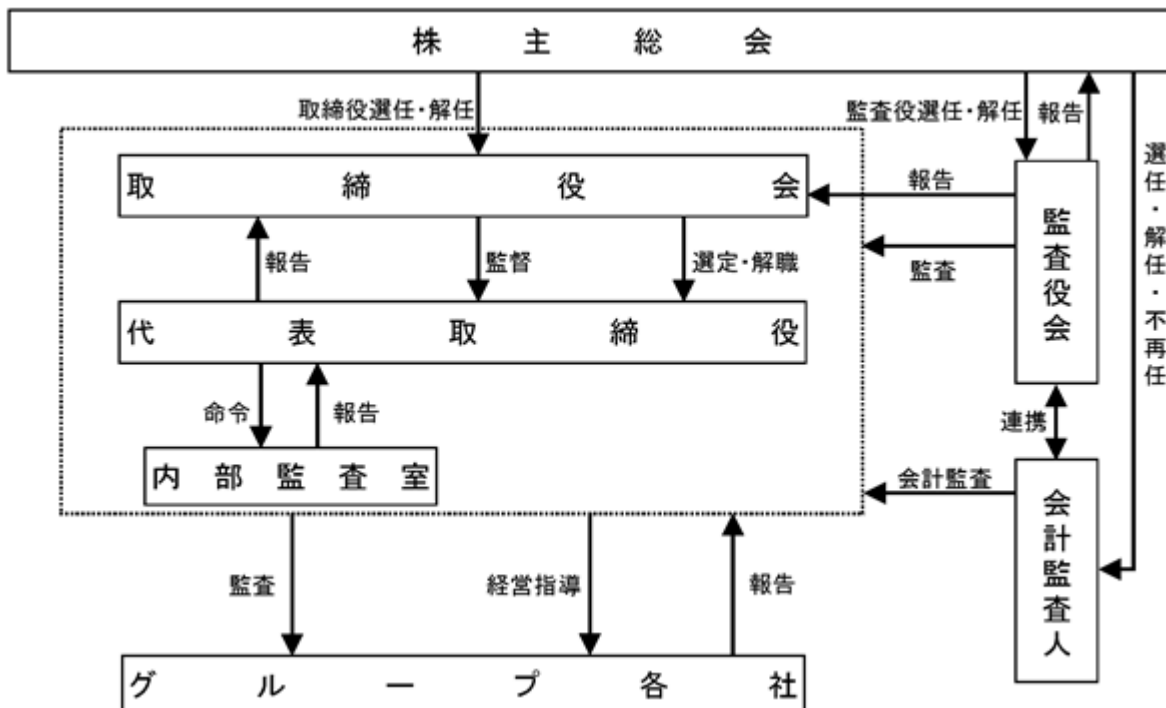 株主総会
取締役選任・解任
監査役選任・解任
報告
選任・解任・不再任
取締役会
報告
監査役会
報告
監督
選定・解職
監査
代表取締役
命令
報告
連携
内部監査室
会計監査
会計監査人
監査
経営指導
報告
グループ各社